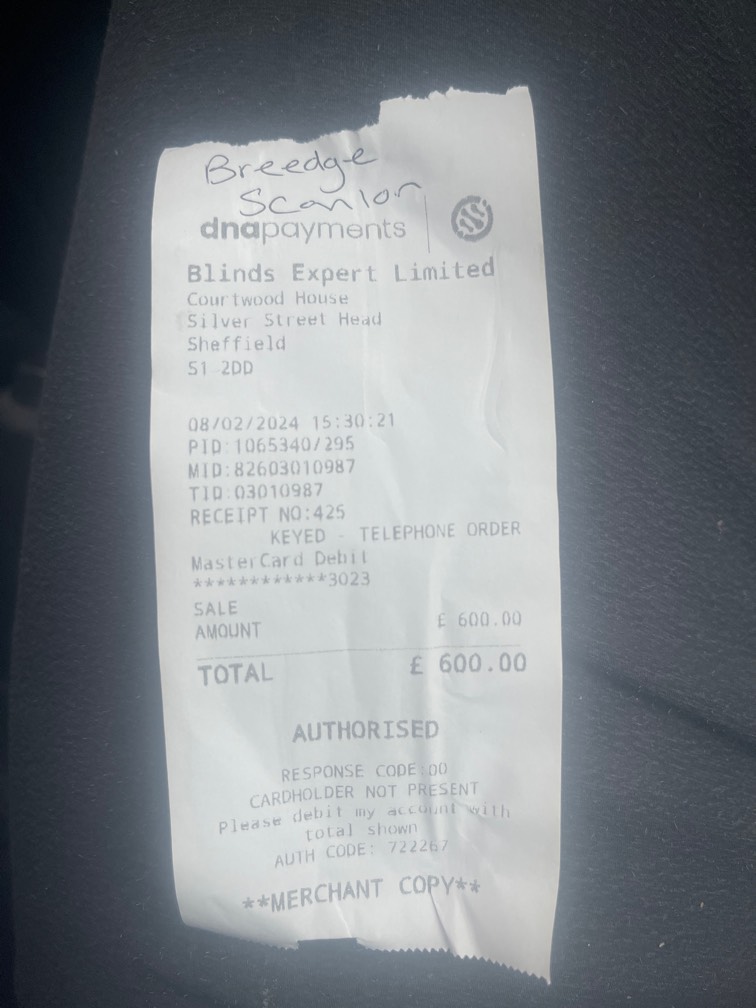 Breedge
Scanlon
dnapayments
Blinds Expert Limited
Courtwood House
Silver Street Head
Sheffield
S1 2DD
08/02/2024 15:30:21
PID:1065340/295
MID:82603010987
TID:03010987
RECEIPT NO:425
KEYED - TELEPHONE ORDER
MasterCard Debit
************3023
SALE
AMOUNT £ 600.00
TOTAL £ 600.00
AUTHORISED
RESPONSE CODE:00
CARDHOLDER NOT PRESENT
Please debit my account with
total shown
AUTH CODE: 722267
**MERCHANT COPY**